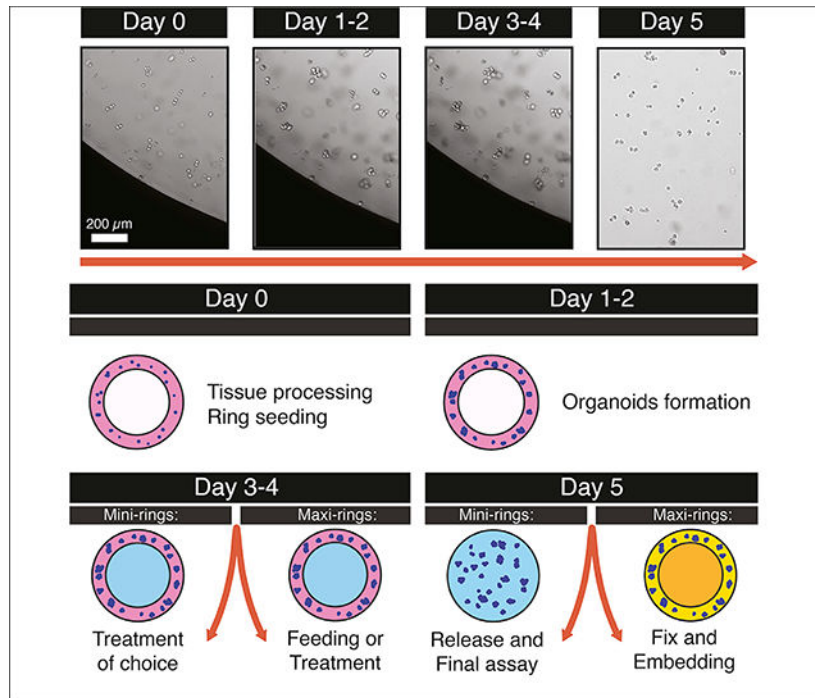 Day 0
Day 1-2
Day 3-4
Day 5
200 µm
Day 0
Day 1-2
Tissue processing
Ring seeding
Organoids formation
Day 3-4
Day 5
Mini-rings:
Maxi-rings:
Mini-rings:
Maxi-rings:
Treatment
of choice
Feeding or
Treatment
Release and
Final assay
Fix and
Embedding